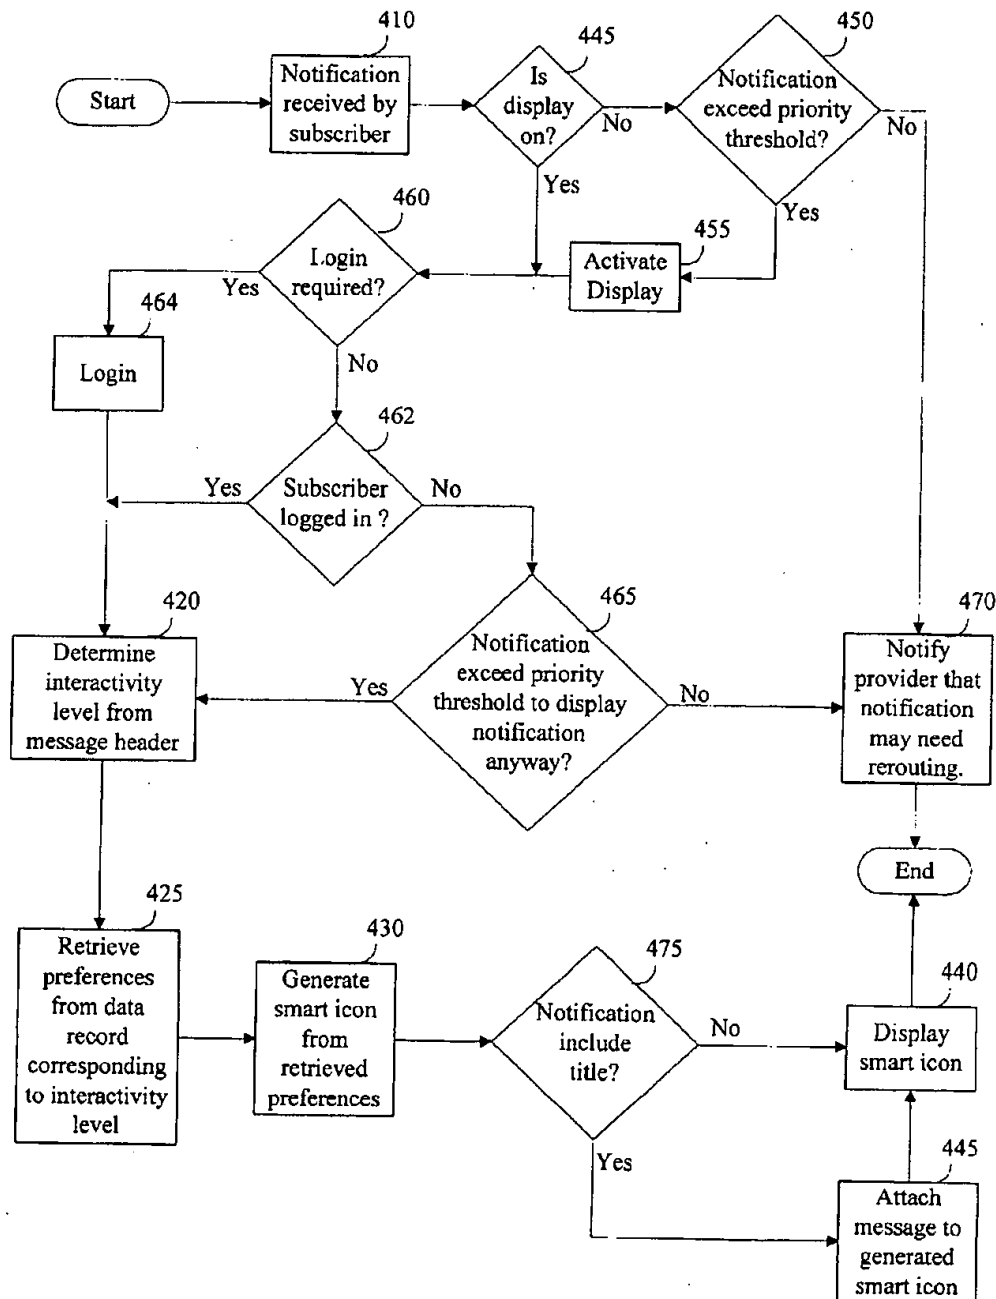 410
445
450
Start
Notification
received by
subscriber
Is
display
on?
No
Notification
exceed priority
threshold?
No
Yes
Yes
460
455
Login
required?
Yes
Activate
Display
464
Login
No
462
Subscriber
logged in ?
Yes
No
420
465
470
Determine
interactivity
level from
message header
Notification
exceed priority
threshold to display
notification
anyway?
Yes
No
Notify
provider that
notification
may need
rerouting.
End
425
430
475
440
Retrieve
preferences
from data
record
corresponding
to interactivity
level
Generate
smart icon
from
retrieved
preferences
Notification
include
title?
No
Yes
Display
smart icon
445
Attach
message to
generated
smart icon